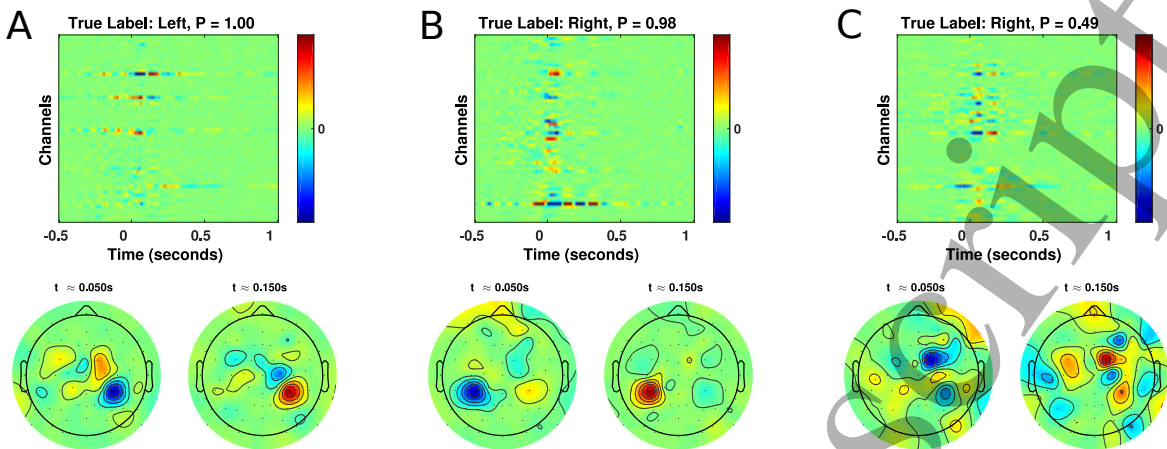 A
True Label: Left, P = 1.00
Channels
0
-0.5 0 0.5 1
Time (seconds)
t ≈ 0.050s
t ≈ 0.150s
B
True Label: Right, P = 0.98
Channels
0
-0.5 0 0.5 1
Time (seconds)
t ≈ 0.050s
t ≈ 0.150s
C
True Label: Right, P = 0.49
Channels
0
-0.5 0 0.5 1
Time (seconds)
t ≈ 0.050s
t ≈ 0.150s